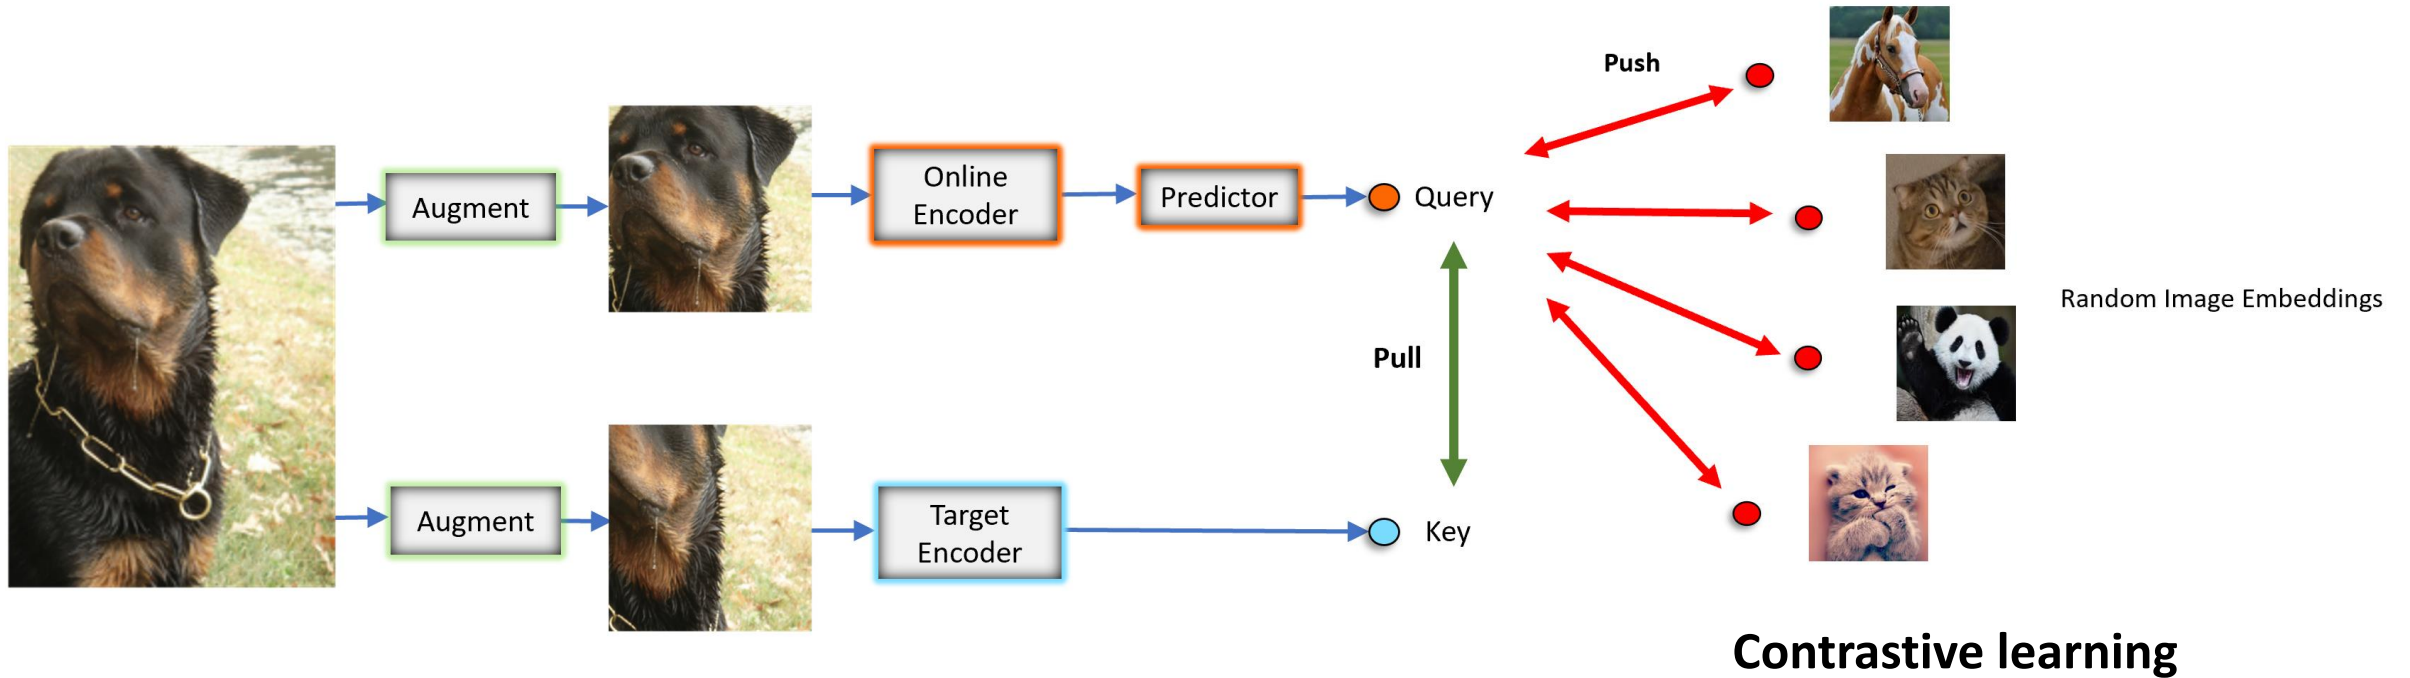 Push
Augment
Online
Encoder
Predictor
Query
Random Image Embeddings
Pull
Augment
Target
Encoder
Key
Contrastive learning